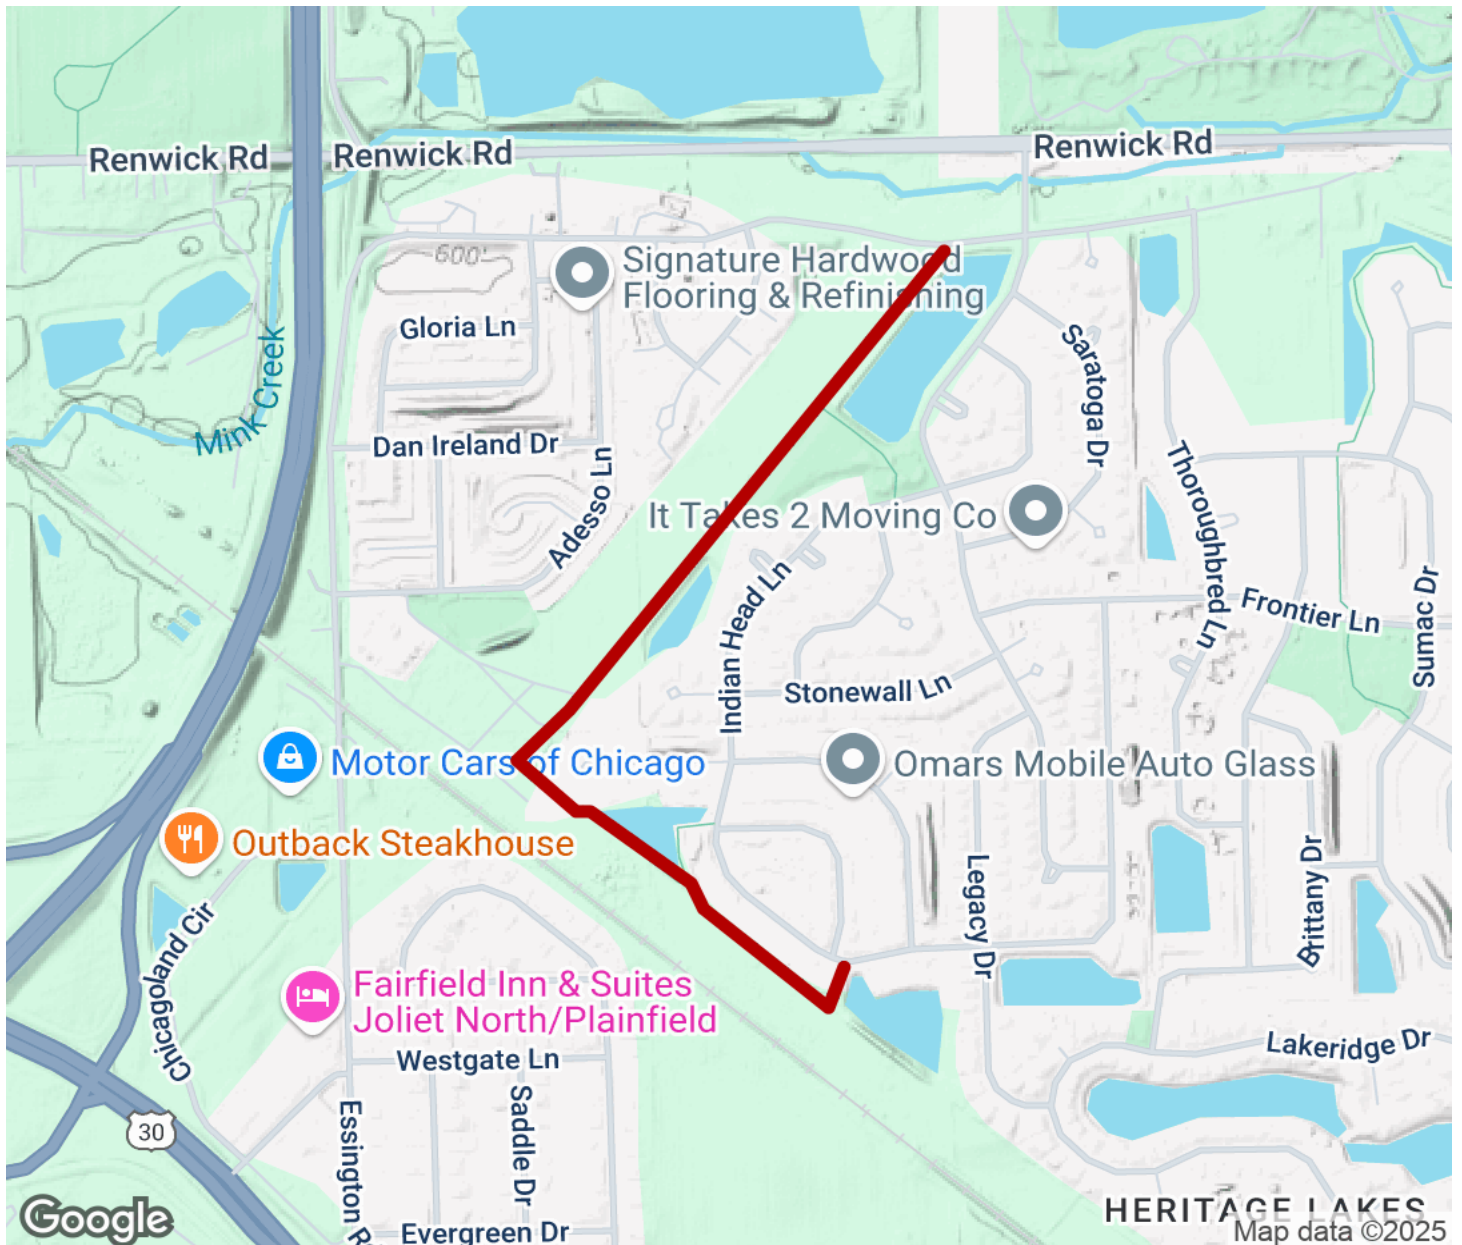 Renwick Rd
Renwick Rd
Renwick Rd
600'
Signature Hardwood
Flooring & Refinishing
Gloria Ln
Mink Creek
Saratoga Dr
Dan Ireland Dr
Adesso Ln
It Takes 2 Moving Co
Thoroughbred Ln
Indian Head Ln
Frontier Ln
Sumac Dr
Stonewall Ln
Motor Cars of Chicago
Omars Mobile Auto Glass
Outback Steakhouse
Legacy Dr
Brittany Dr
Chicagoland Cir
Fairfield Inn & Suites
Joliet North/Plainfield
Westgate Ln
Lakeridge Dr
Saddle Dr
Essington R
30
HERITAGE LAKES
Google
Evergreen Dr
Map data ©2025